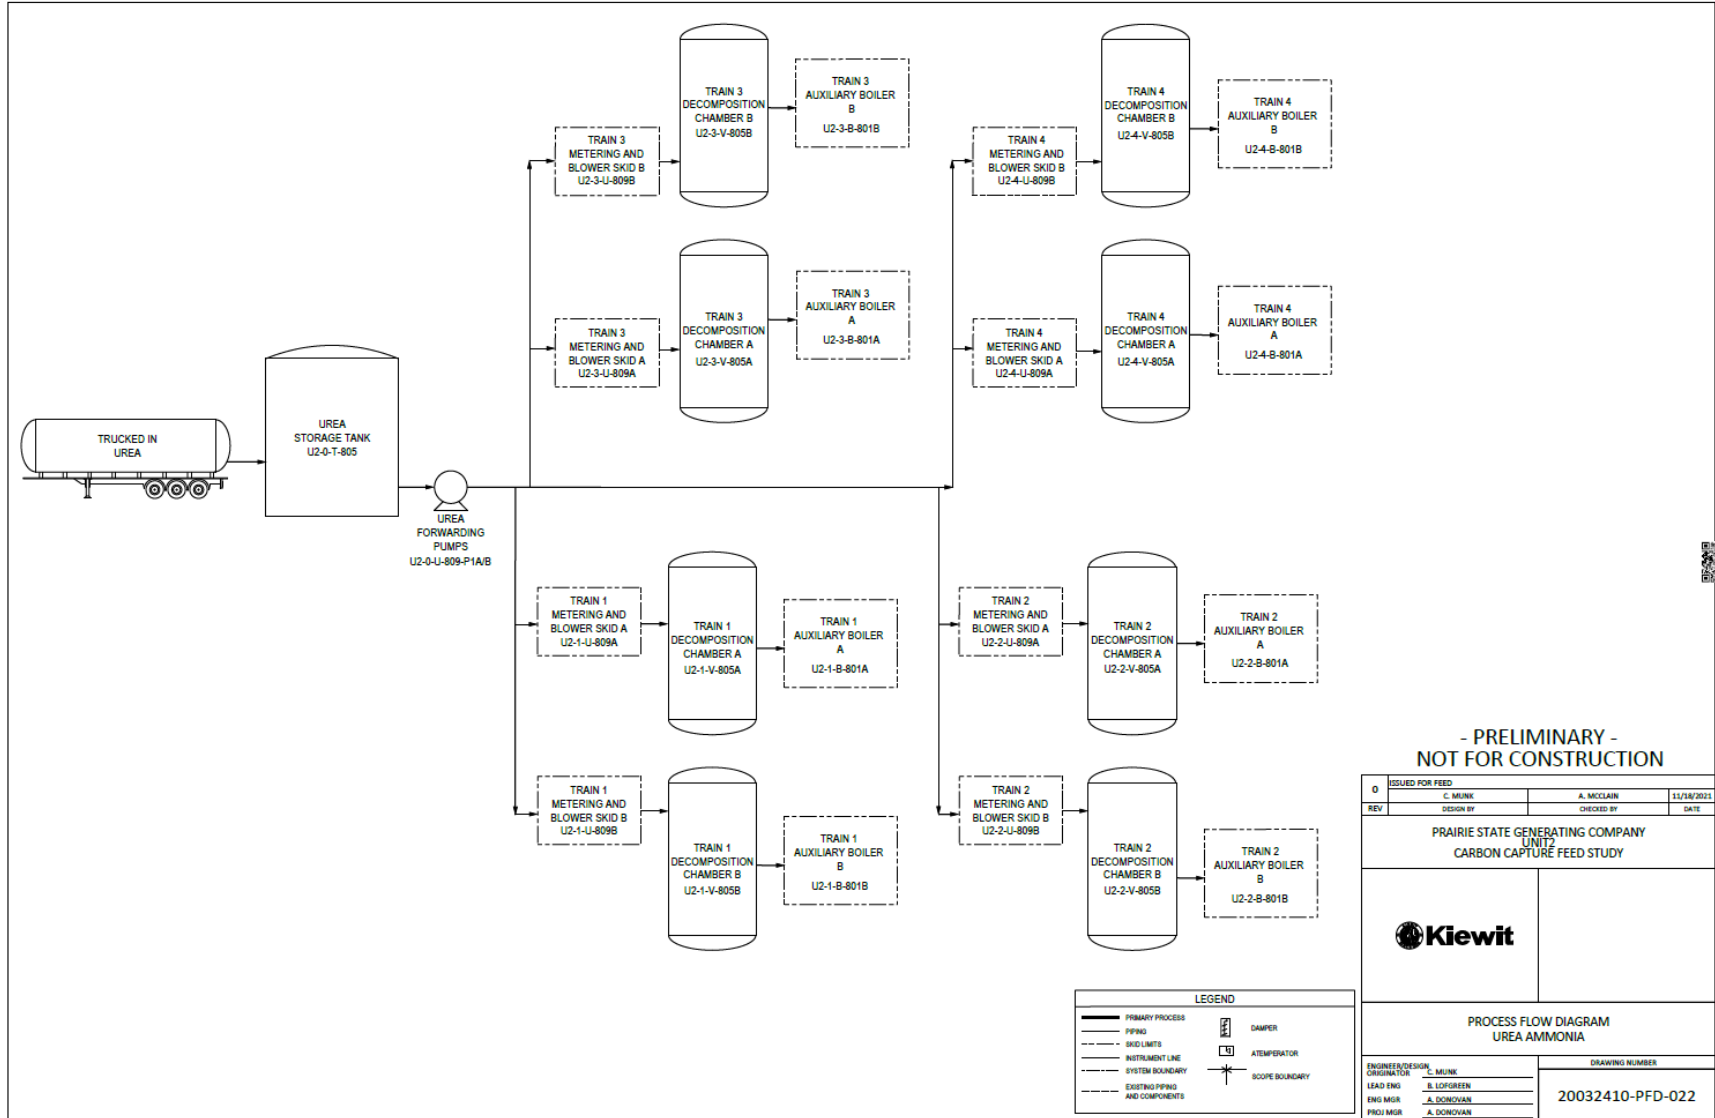 TRAIN 3
DECOMPOSITION
CHAMBER B
U2-3-V-805B
TRAIN 3
AUXILIARY BOILER
B
U2-3-B-801B
TRAIN 3
METERING AND
BLOWER SKID B
U2-3-U-809B
TRAIN 4
DECOMPOSITION
CHAMBER B
U2-4-V-805B
TRAIN 4
AUXILIARY BOILER
B
U2-4-B-801B
TRAIN 4
METERING AND
BLOWER SKID B
U2-4-U-809B
TRAIN 3
METERING AND
BLOWER SKID A
U2-3-U-809A
TRAIN 3
DECOMPOSITION
CHAMBER A
U2-3-V-805A
TRAIN 3
AUXILIARY BOILER
A
U2-3-B-801A
TRAIN 4
METERING AND
BLOWER SKID A
U2-4-U-809A
TRAIN 4
DECOMPOSITION
CHAMBER A
U2-4-V-805A
TRAIN 4
AUXILIARY BOILER
A
U2-4-B-801A
TRUCKED IN
UREA
UREA
STORAGE TANK
U2-0-T-805
UREA
FORWARDING
PUMPS
U2-0-U-809-P1A/B
TRAIN 1
METERING AND
BLOWER SKID A
U2-1-U-809A
TRAIN 1
DECOMPOSITION
CHAMBER A
U2-1-V-805A
TRAIN 1
AUXILIARY BOILER
A
U2-1-B-801A
TRAIN 2
METERING AND
BLOWER SKID A
U2-2-U-809A
TRAIN 2
DECOMPOSITION
CHAMBER A
U2-2-V-805A
TRAIN 2
AUXILIARY BOILER
A
U2-2-B-801A
TRAIN 1
METERING AND
BLOWER SKID B
U2-1-U-809B
TRAIN 1
DECOMPOSITION
CHAMBER B
U2-1-V-805B
TRAIN 1
AUXILIARY BOILER
B
U2-1-B-801B
TRAIN 2
METERING AND
BLOWER SKID B
U2-2-U-809B
TRAIN 2
DECOMPOSITION
CHAMBER B
U2-2-V-805B
TRAIN 2
AUXILIARY BOILER
B
U2-2-B-801B
LEGEND
PRIMARY PROCESS
PIPING
SKID LIMITS
INSTRUMENT LINE
SYSTEM BOUNDARY
EXISTING PIPING
AND COMPONENTS
DAMPER
ATEMPERATOR
SCOPE BOUNDARY
- PRELIMINARY -
NOT FOR CONSTRUCTION
0 ISSUED FOR FEED
C. MUNK A. MCCLAIN 11/18/2021
REV DESIGN BY CHECKED BY DATE
PRAIRIE STATE GENERATING COMPANY
UNIT2
CARBON CAPTURE FEED STUDY
Kiewit
PROCESS FLOW DIAGRAM
UREA AMMONIA
ENGINEER/DESIGN
ORIGINATOR C. MUNK
LEAD ENG B. LOFGREEN
ENG MGR A. DONOVAN
PROJ MGR A. DONOVAN
DRAWING NUMBER
20032410-PFD-022